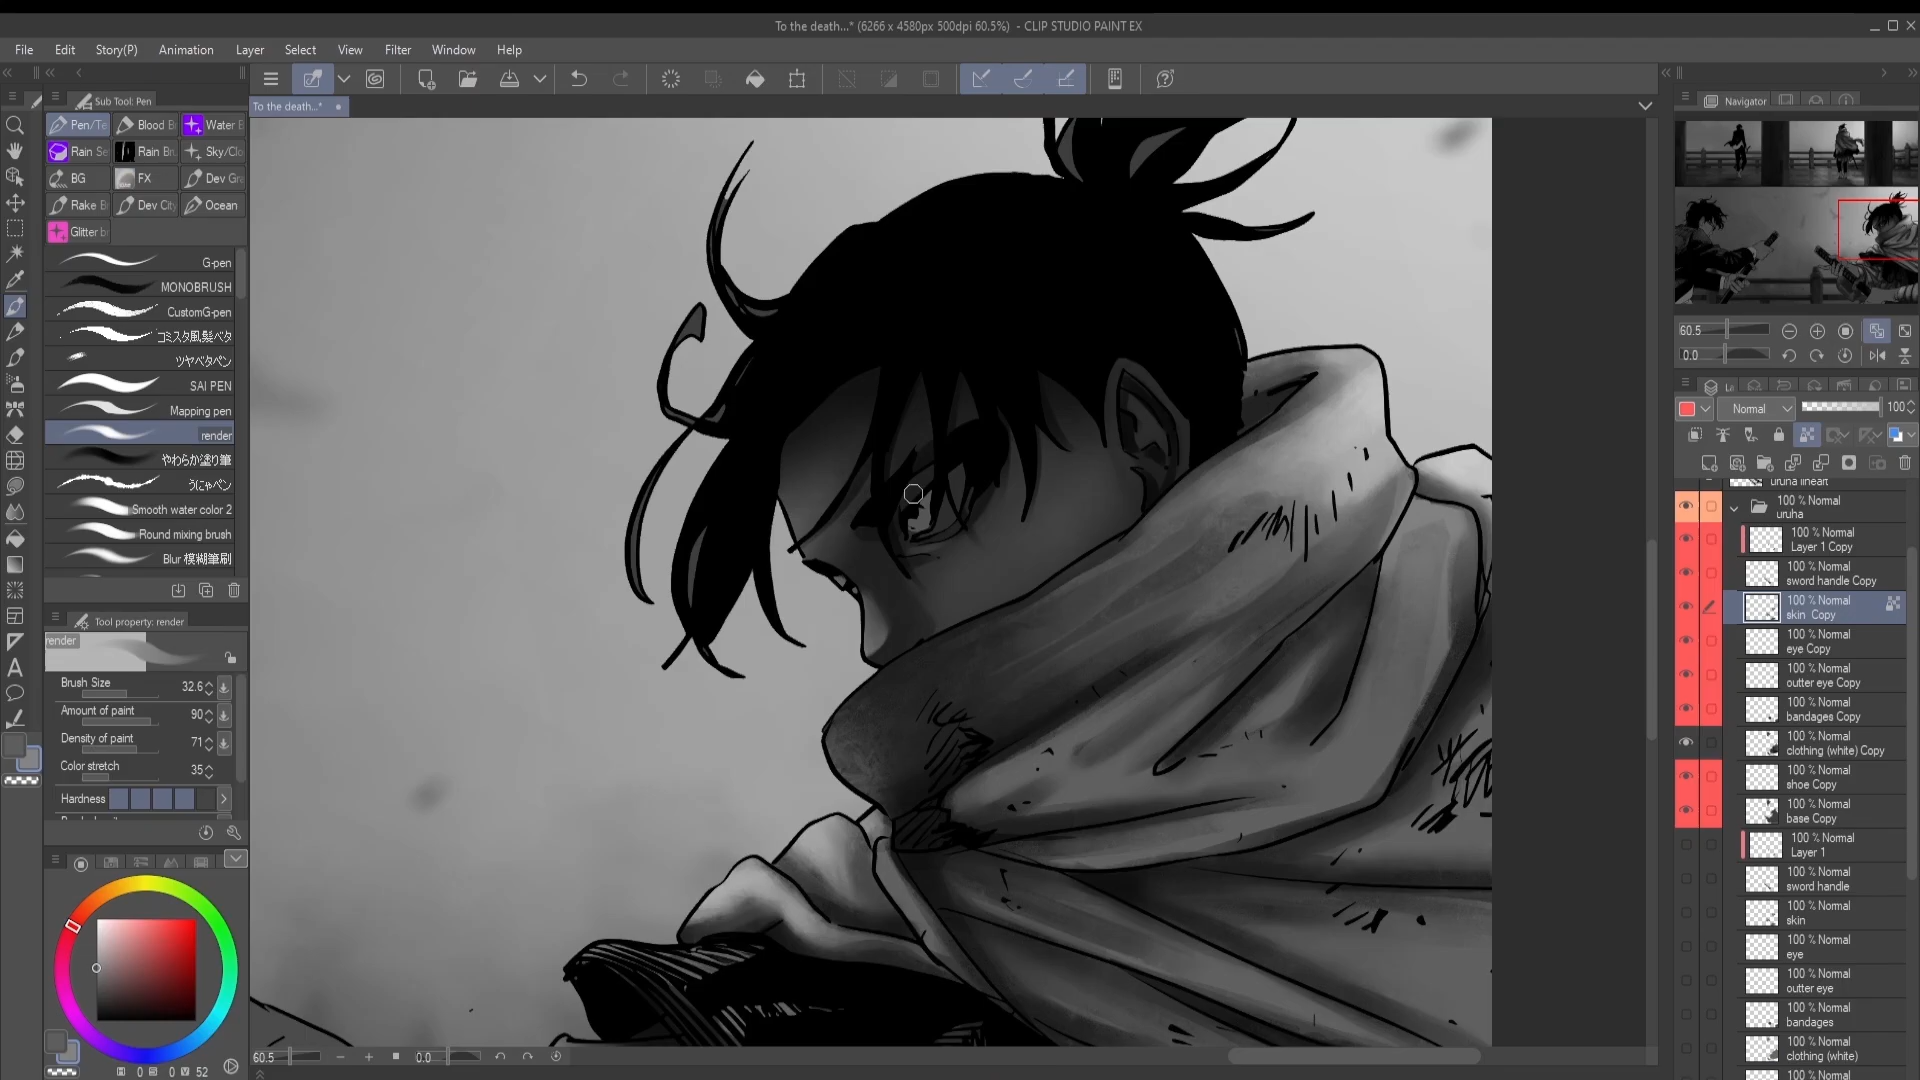 To the death...* (6266 x 4580px 500dpi 60.5%) - CLIP STUDIO PAINT EX
File Edit Story(P) Animation Layer Select View Filter Window Help
Sub Tool: Pen
To the death...*
Navigator
Pen/Te Blood B Water B
Rain Se Rain Bru Sky/Clo
BG FX Dev Gra
Rake B Dev City Ocean
Glitter br
G-pen
MONOBRUSH
CustomG-pen
コミスタ風髪ベタ
ツヤベタペン
SAI PEN
Mapping pen
render
やわらか塗り筆
うにゃペン
Smooth water color 2
Round mixing brush
Blur 模糊筆刷
Tool property: render
render
Brush Size 32.6
Amount of paint 90
Density of paint 71
Color stretch 35
Hardness
0 0 V 52
60.5 0.0
60.5
0.0
Normal 100
uruha lineart
100 % Normal
uruha
100 % Normal
Layer 1 Copy
100 % Normal
sword handle Copy
100 % Normal
skin Copy
100 % Normal
eye Copy
100 % Normal
outter eye Copy
100 % Normal
bandages Copy
100 % Normal
clothing (white) Copy
100 % Normal
shoe Copy
100 % Normal
base Copy
100 % Normal
Layer 1
100 % Normal
sword handle
100 % Normal
skin
100 % Normal
eye
100 % Normal
outter eye
100 % Normal
bandages
100 % Normal
clothing (white)
100 % Normal